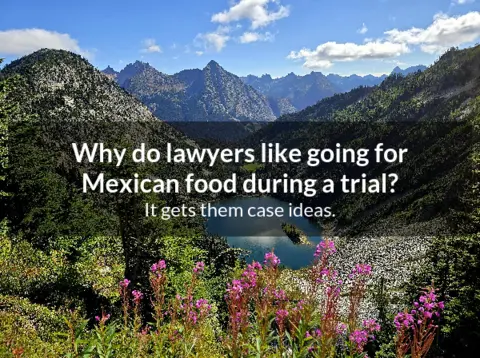 Why do lawyers like going for
Mexican food during a trial?
It gets them case ideas.